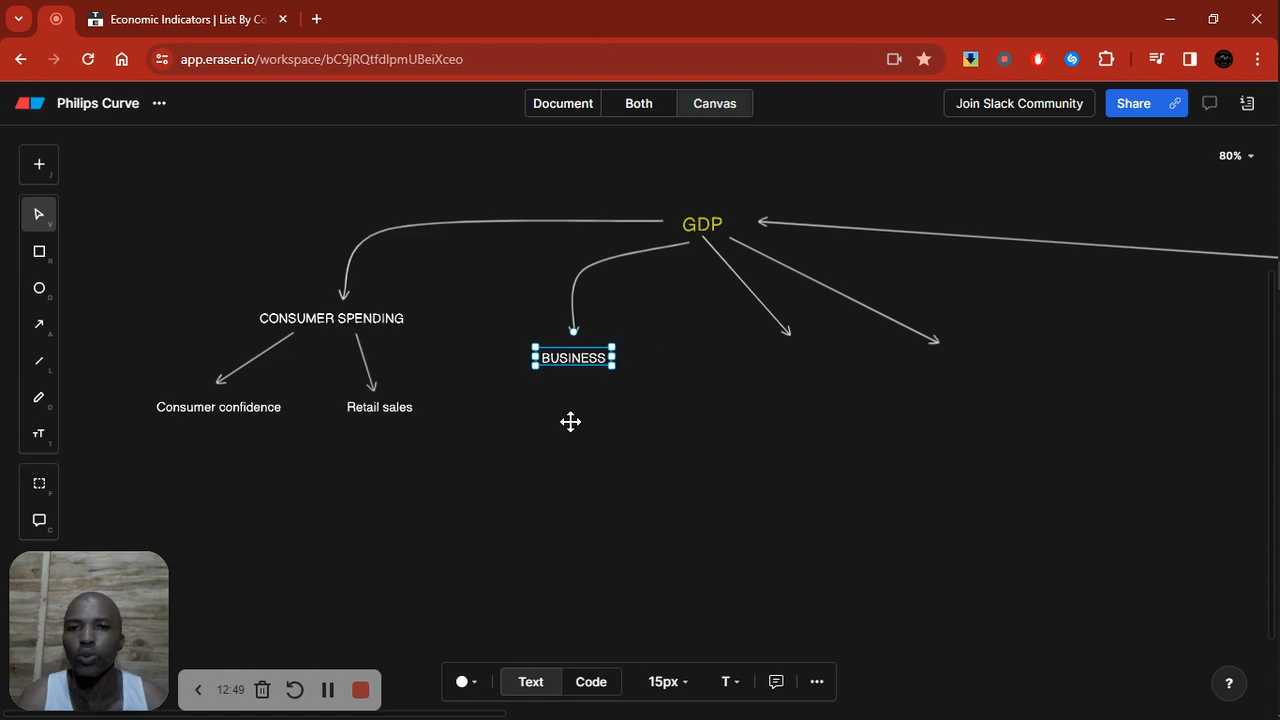 Economic Indicators | List By Co
app.eraser.io/workspace/bC9jRQtfdIpmUBeiXceo
Philips Curve
Document
Both
Canvas
Join Slack Community
Share
80%
GDP
CONSUMER SPENDING
BUSINESS
Consumer confidence
Retail sales
12:49
Text
Code
15px
T
?